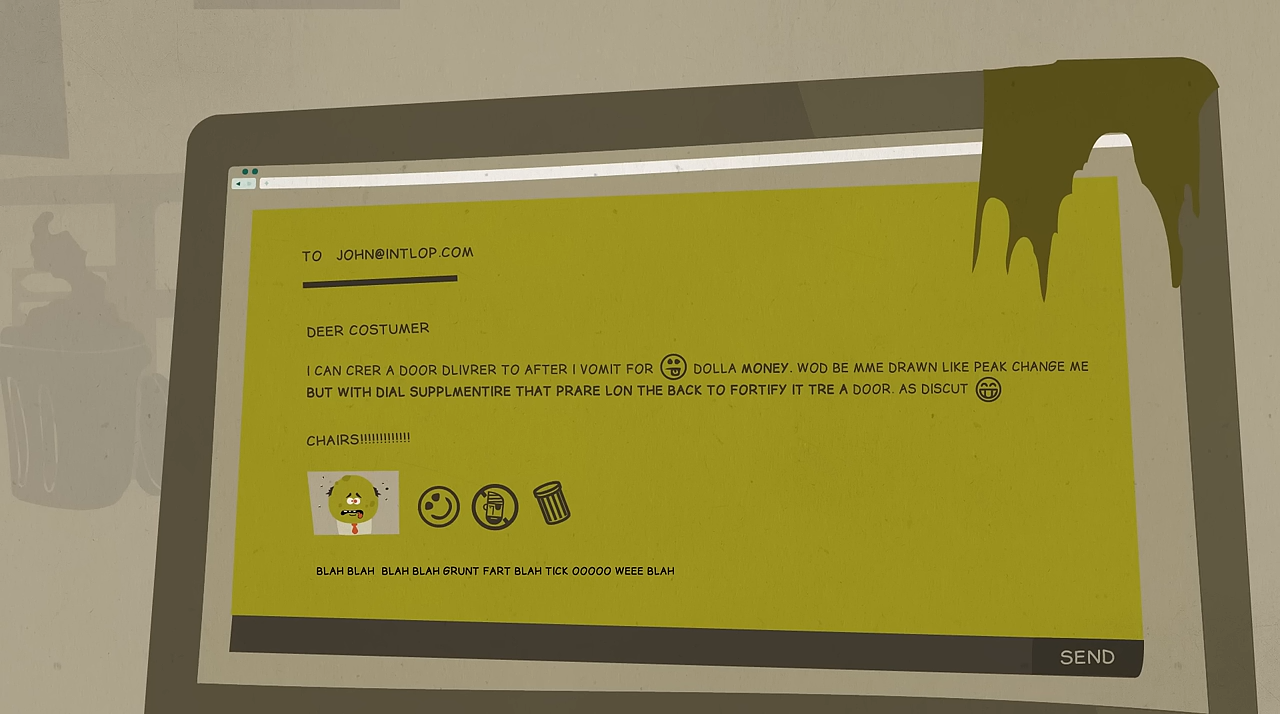 TO JOHN@INTLOP.COM
DEER COSTUMER
I CAN CRER A DOOR DLIVRER TO AFTER I VOMIT FOR DOLLA MONEY. WOD BE MME DRAWN LIKE PEAK CHANGE ME
BUT WITH DIAL SUPPLMENTIRE THAT PRARE LON THE BACK TO FORTIFY IT TRE A DOOR. AS DISCUT
CHAIRS!!!!!!!!!!!!!
BLAH BLAH BLAH BLAH GRUNT FART BLAH TICK OOOOO WEEE BLAH
SEND